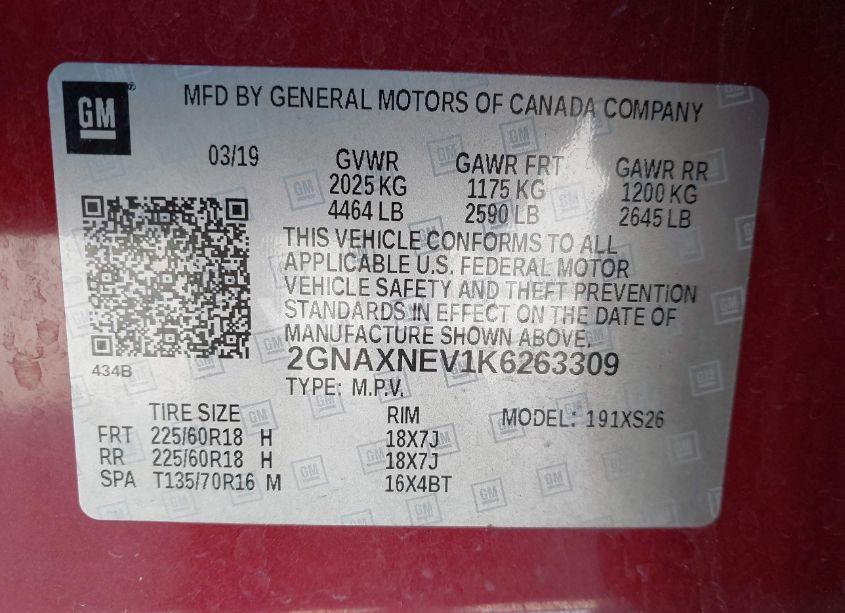 GM
MFD BY GENERAL MOTORS OF CANADA COMPANY
03/19 GVWR GAWR FRT GAWR RR
2025 KG 1175 KG 1200 KG
4464 LB 2590 LB 2645 LB
THIS VEHICLE CONFORMS TO ALL
APPLICABLE U.S. FEDERAL MOTOR
VEHICLE SAFETY AND THEFT PREVENTION
STANDARDS IN EFFECT ON THE DATE OF
MANUFACTURE SHOWN ABOVE.
434B
2GNAXNEV1K6263309
TYPE: M.P.V.
TIRE SIZE RIM MODEL: 191XS26
FRT 225/60R18 H 18X7J
RR 225/60R18 H 18X7J
SPA T135/70R16 M 16X4BT